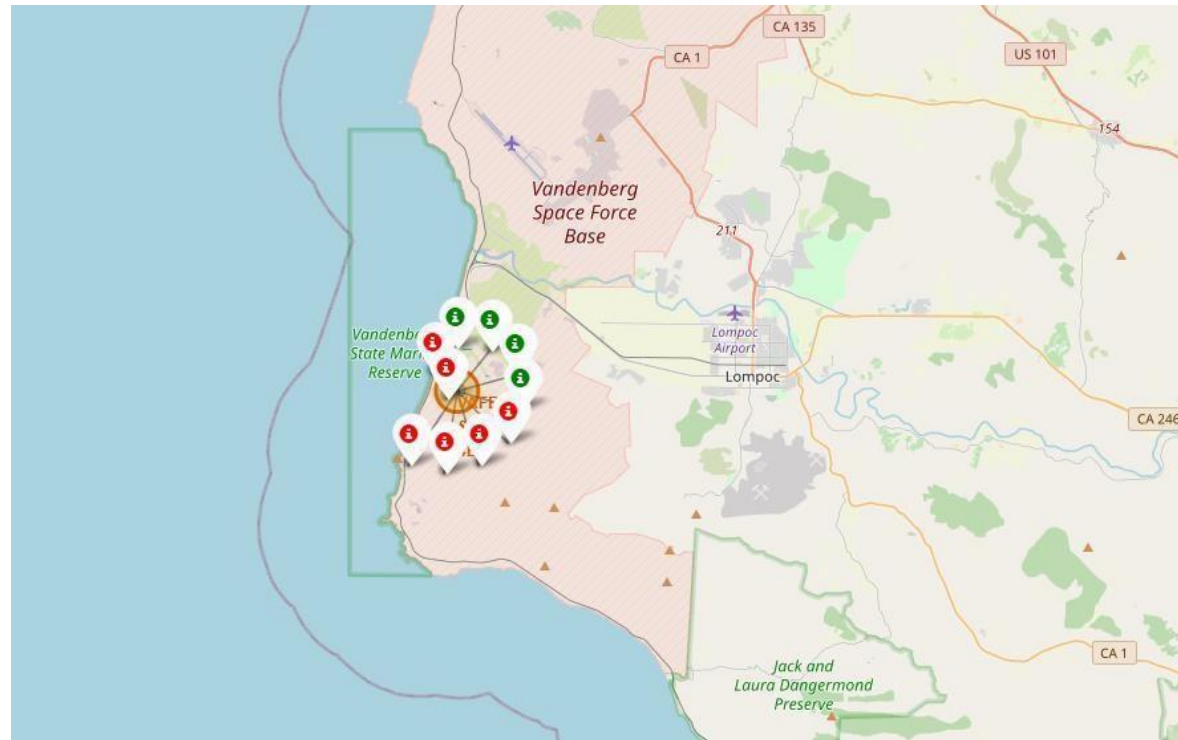 CA 135
CA 1
US 101
154
Vandenberg
Space Force
Base
211
Lompoc
Airport
Lompoc
State Mar
Reserve
CA 246
CA 1
Jack and
Laura Dangermond
Preserve